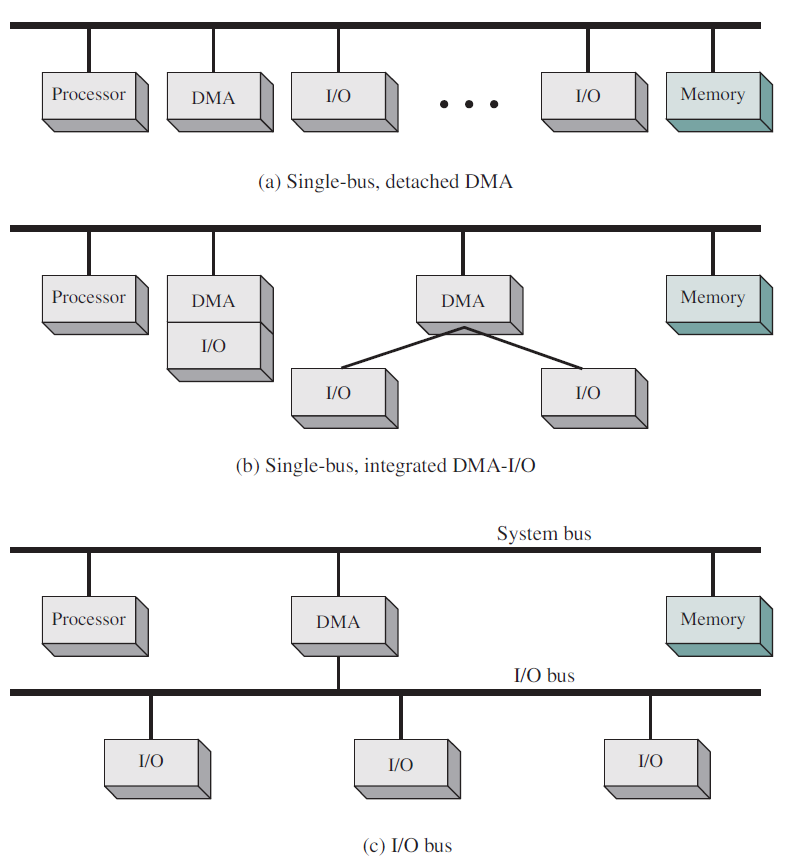 Processor
DMA
I/O
I/O
Memory
(a) Single-bus, detached DMA
Processor
DMA
Memory
I/O
I/O
I/O
(b) Single-bus, integrated DMA-I/O
System bus
Processor
DMA
Memory
I/O bus
I/O
I/O
I/O
(c) I/O bus